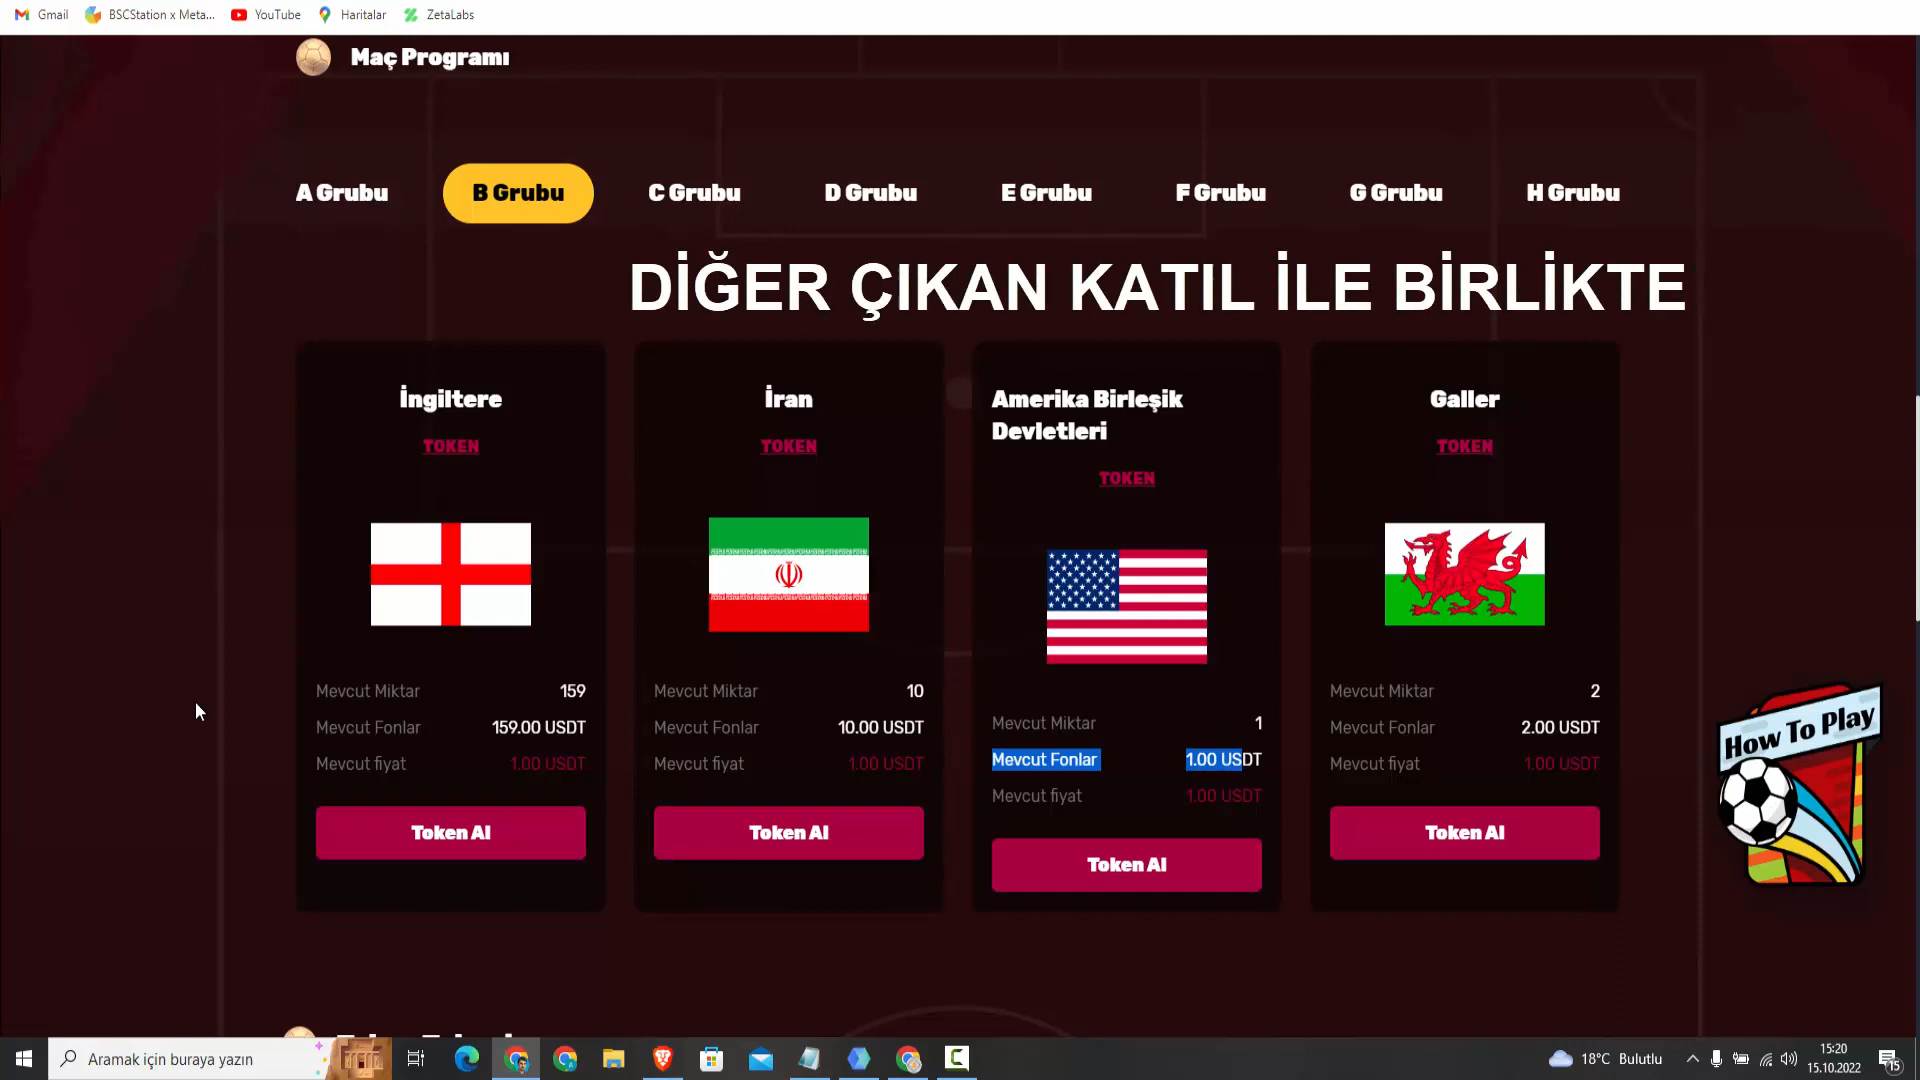 Gmail
BSCStation x Meta...
YouTube
Haritalar
ZetaLabs
Maç Programı
A Grubu
B Grubu
C Grubu
D Grubu
E Grubu
F Grubu
G Grubu
H Grubu
DİĞER ÇIKAN KATIL İLE BİRLİKTE
İngiltere
TOKEN
Mevcut Miktar 159
Mevcut Fonlar 159.00 USDT
Mevcut fiyat 1.00 USDT
Token Al
İran
TOKEN
Mevcut Miktar 10
Mevcut Fonlar 10.00 USDT
Mevcut fiyat 1.00 USDT
Token Al
Amerika Birleşik
Devletleri
TOKEN
Mevcut Miktar 1
Mevcut Fonlar 1.00 USDT
Mevcut fiyat 1.00 USDT
Token Al
Galler
TOKEN
Mevcut Miktar 2
Mevcut Fonlar 2.00 USDT
Mevcut fiyat 1.00 USDT
Token Al
How To Play
Aramak için buraya yazın
18°C Bulutlu
15:20
15.10.2022
15